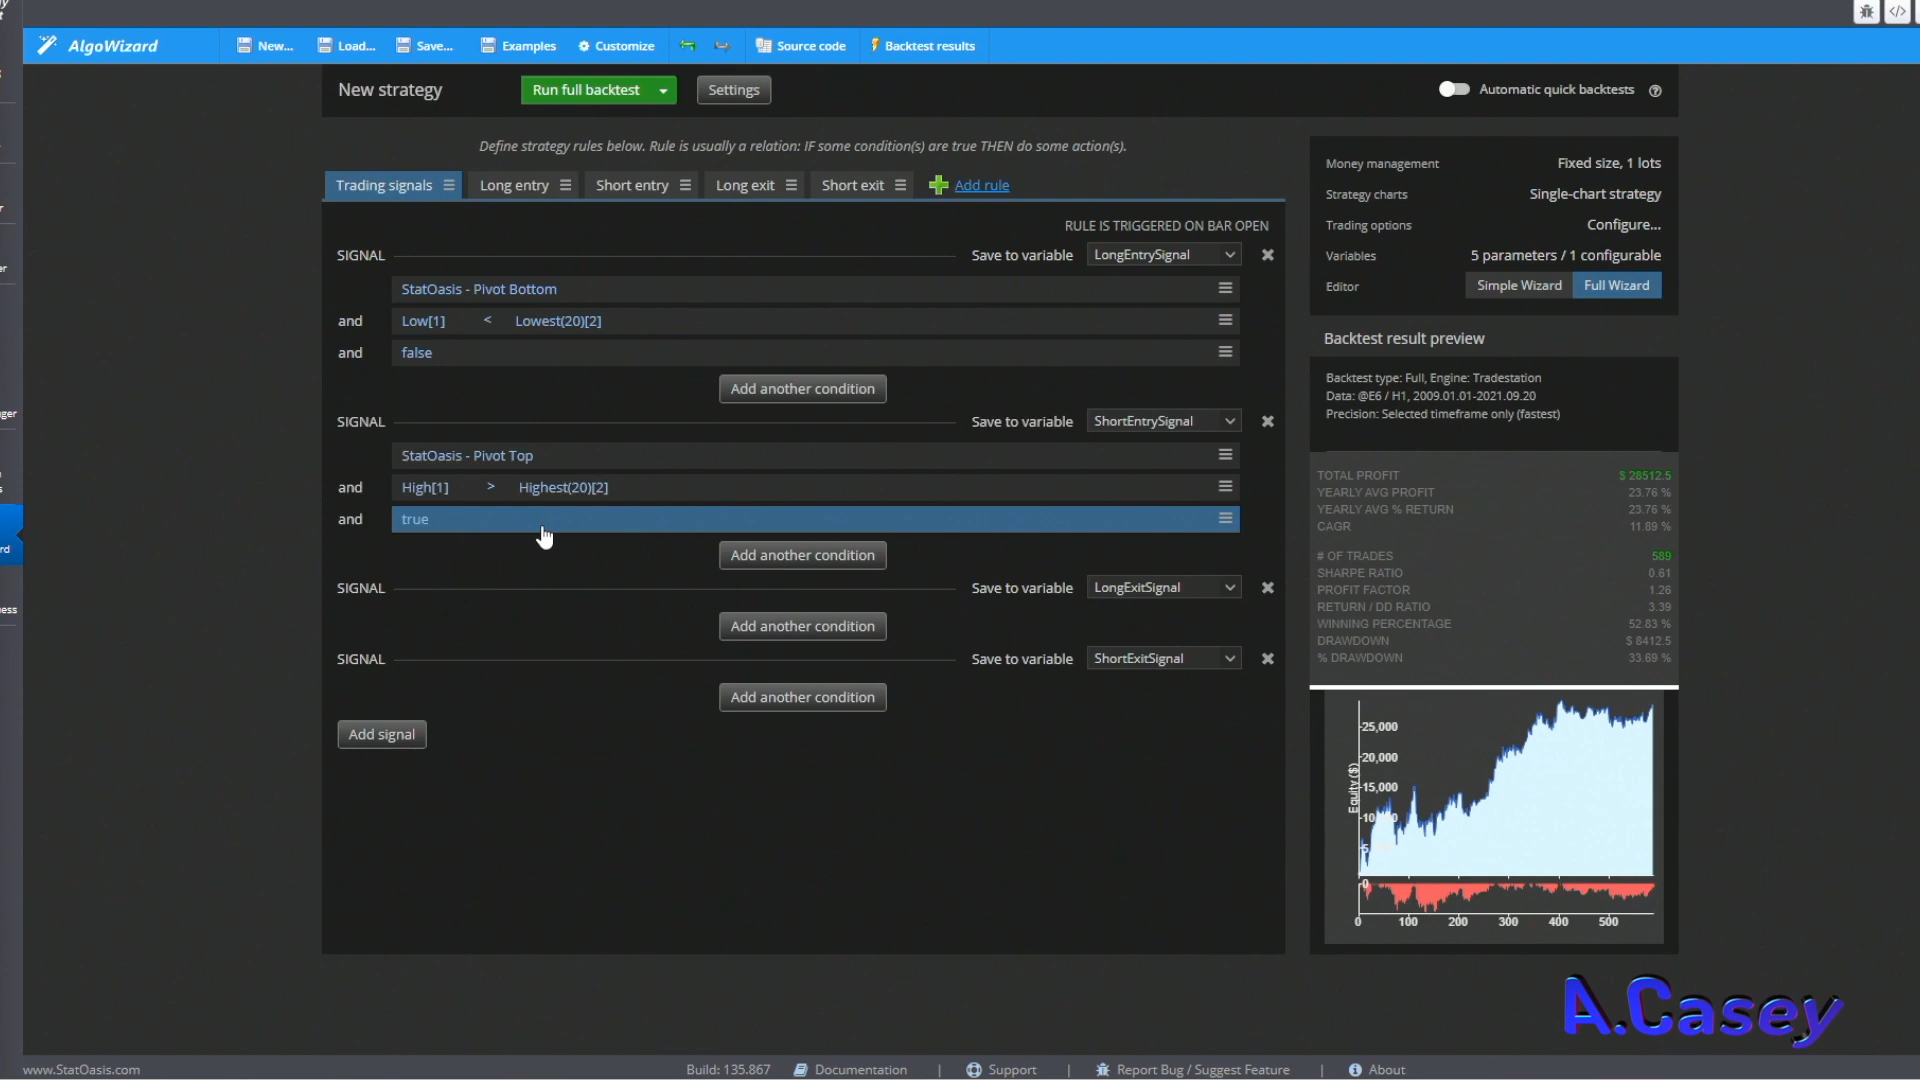 AlgoWizard New... Load... Save... Examples Customize Source code Backtest results
New strategy Run full backtest Settings Automatic quick backtests
Define strategy rules below. Rule is usually a relation: IF some condition(s) are true THEN do some action(s).
Trading signals Long entry Short entry Long exit Short exit Add rule
RULE IS TRIGGERED ON BAR OPEN
SIGNAL Save to variable LongEntrySignal
StatOasis - Pivot Bottom
and Low[1] < Lowest(20)[2]
and false
Add another condition
SIGNAL Save to variable ShortEntrySignal
StatOasis - Pivot Top
and High[1] > Highest(20)[2]
and true
Add another condition
SIGNAL Save to variable LongExitSignal
Add another condition
SIGNAL Save to variable ShortExitSignal
Add another condition
Add signal
Money management Fixed size, 1 lots
Strategy charts Single-chart strategy
Trading options Configure...
Variables 5 parameters / 1 configurable
Editor Simple Wizard Full Wizard
Backtest result preview
Backtest type: Full, Engine: Tradestation
Data: @E6 / H1, 2009.01.01-2021.09.20
Precision: Selected timeframe only (fastest)
TOTAL PROFIT $ 28512.5
YEARLY AVG PROFIT 23.76 %
YEARLY AVG % RETURN 23.76 %
CAGR 11.89 %
# OF TRADES 589
SHARPE RATIO 0.61
PROFIT FACTOR 1.26
RETURN / DD RATIO 3.39
WINNING PERCENTAGE 52.83 %
DRAWDOWN $ 8412.5
% DRAWDOWN 33.69 %
Equity ($)
25,000
20,000
15,000
0
0 100 200 300 400 500
A.Casey
www.StatOasis.com Build: 135.867 Documentation | Support | Report Bug / Suggest Feature | About